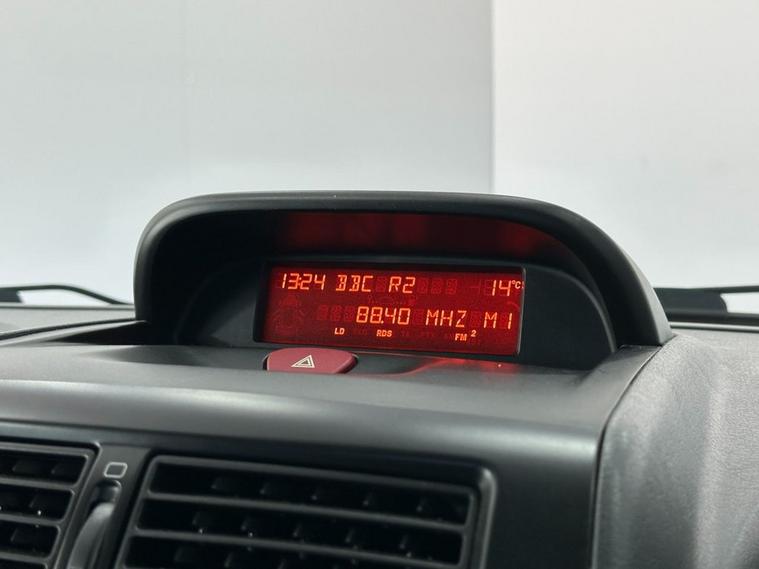 13:24 BBC R2 14°C
88.40 MHZ M1
LD RDS FM 2